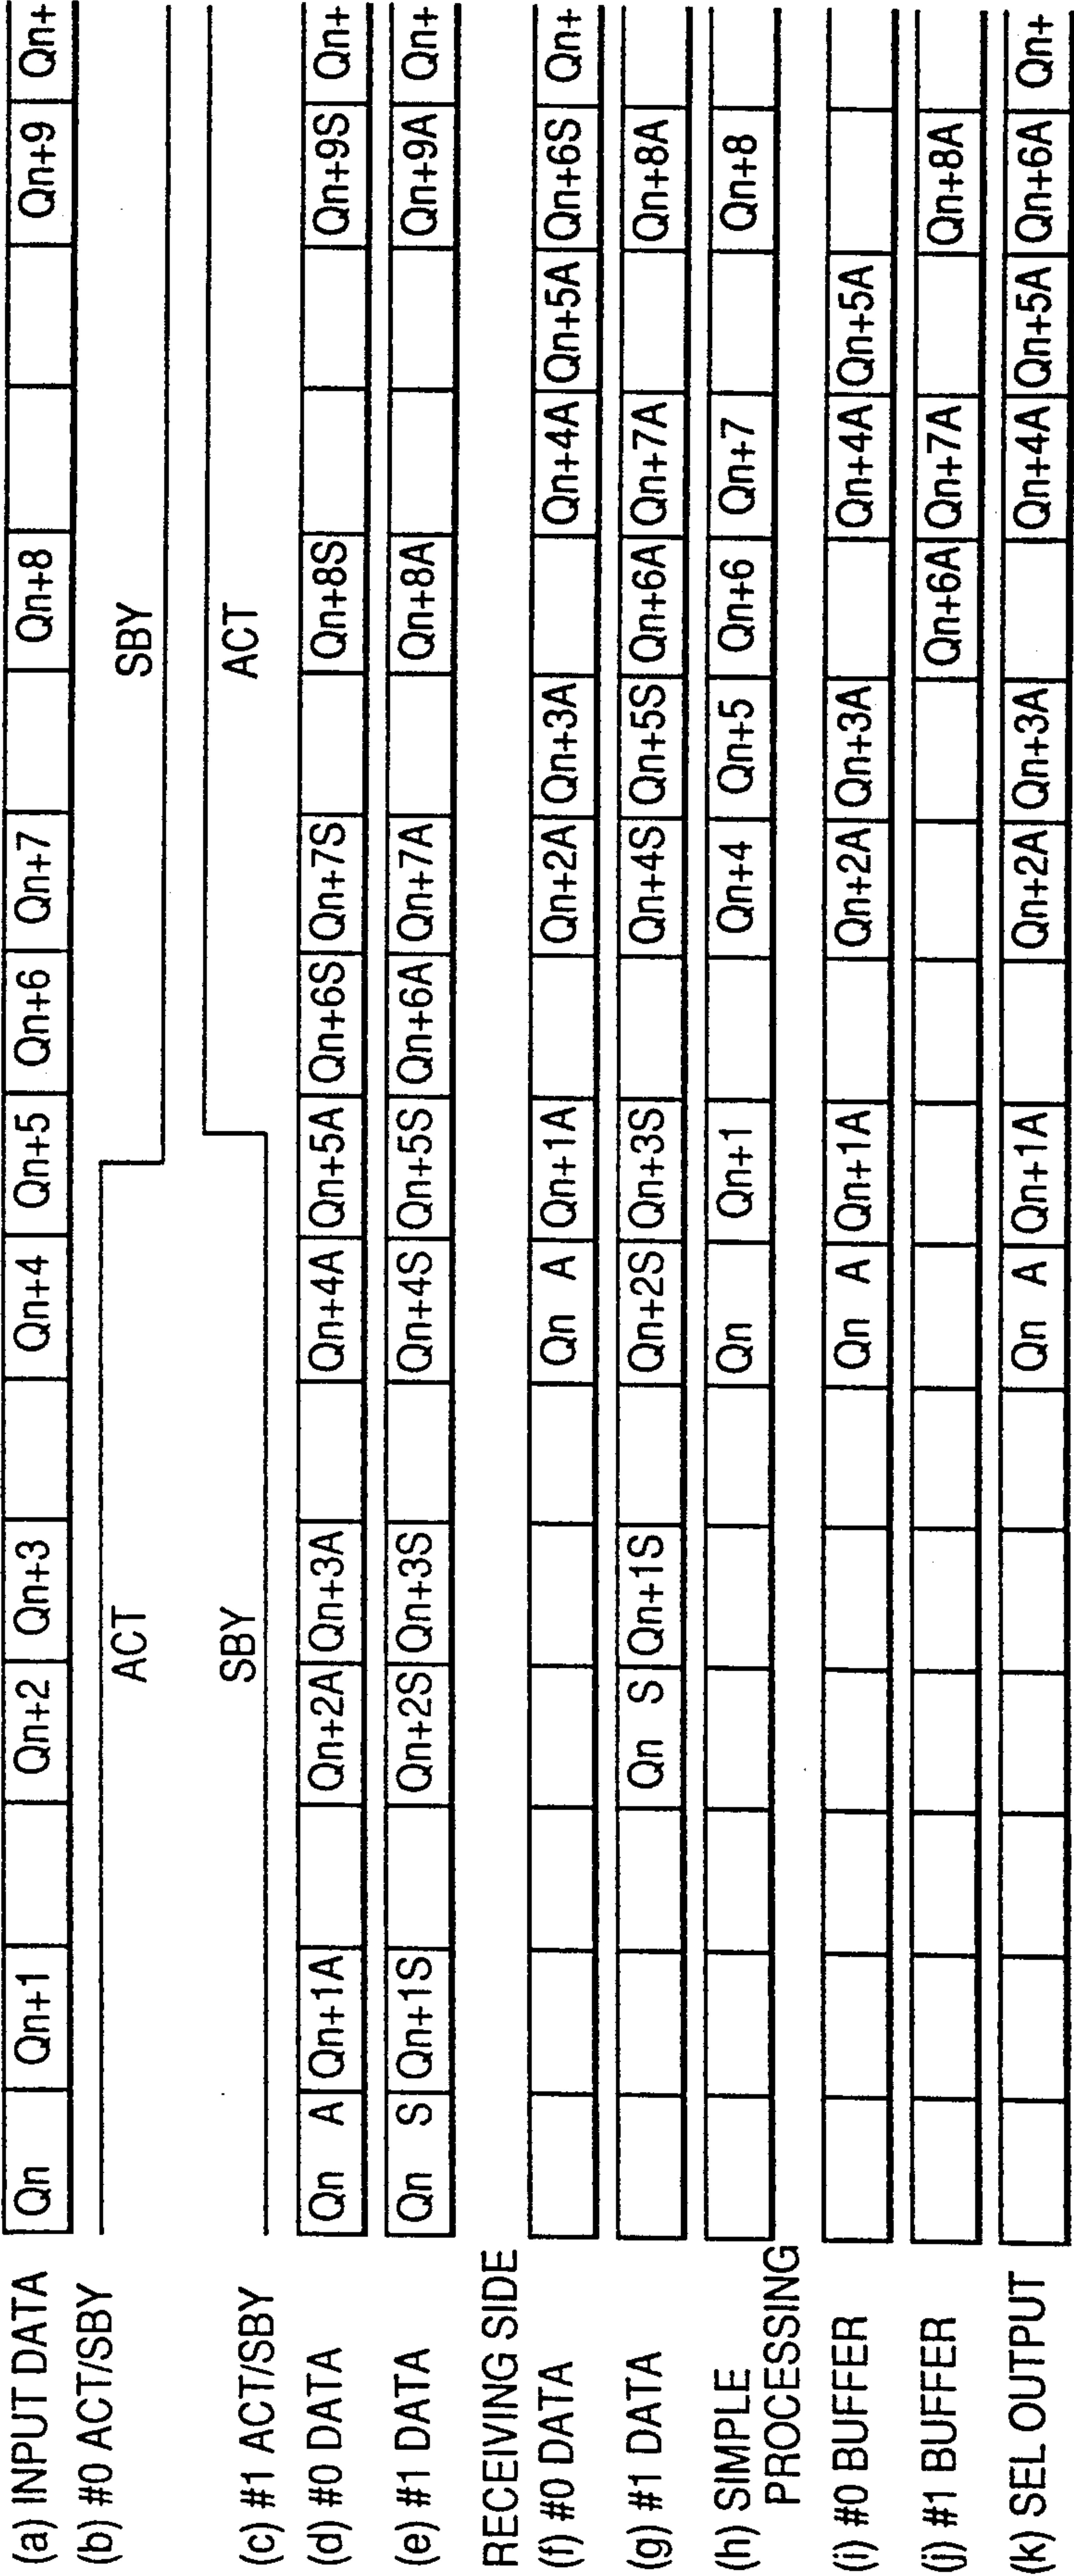 (a) INPUT DATA Qn Qn+1 Qn+2 Qn+3 Qn+4 Qn+5 Qn+6 Qn+7 Qn+8 Qn+9 Qn+
(b) #0 ACT/SBY ACT SBY
(c) #1 ACT/SBY SBY ACT
(d) #0 DATA Qn A Qn+1A Qn+2A Qn+3A Qn+4A Qn+5A Qn+6S Qn+7S Qn+8S Qn+9S Qn+
(e) #1 DATA Qn S Qn+1S Qn+2S Qn+3S Qn+4S Qn+5S Qn+6A Qn+7A Qn+8A Qn+9A Qn+
RECEIVING SIDE
(f) #0 DATA Qn A Qn+1A Qn+2A Qn+3A Qn+4A Qn+5A Qn+6S Qn+
(g) #1 DATA Qn S Qn+1S Qn+2S Qn+3S Qn+4S Qn+5S Qn+6A Qn+7A Qn+8A
(h) SIMPLE Qn Qn+1 Qn+4 Qn+5 Qn+6 Qn+7 Qn+8
PROCESSING
(i) #0 BUFFER Qn A Qn+1A Qn+2A Qn+3A Qn+4A Qn+5A
(j) #1 BUFFER Qn+6A Qn+7A Qn+8A
(k) SEL OUTPUT Qn A Qn+1A Qn+2A Qn+3A Qn+4A Qn+5A Qn+6A Qn+